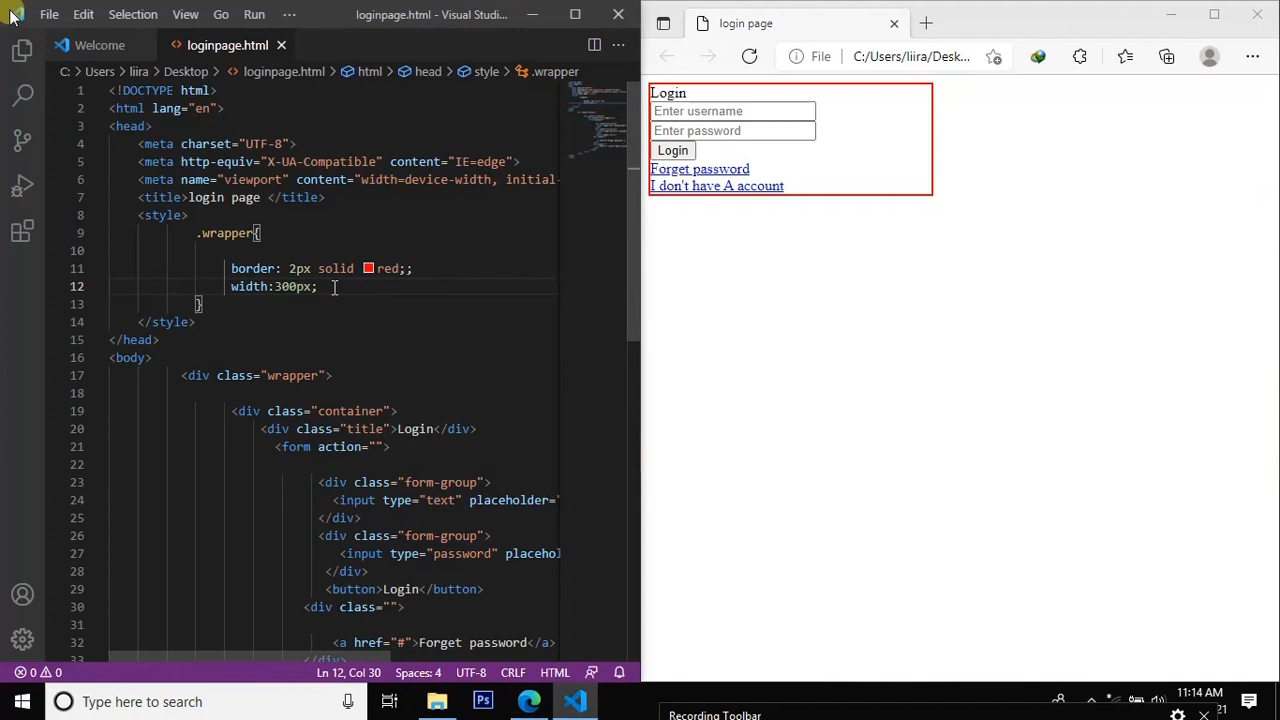 File Edit Selection View Go Run ··· loginpage.html - Visual Studi...
Welcome <> loginpage.html
C: > Users > liira > Desktop > <> loginpage.html > html > head > style > .wrapper
1 <!DOCTYPE html>
2 <html lang="en">
3 <head>
4 <meta charset="UTF-8">
5 <meta http-equiv="X-UA-Compatible" content="IE=edge">
6 <meta name="viewport" content="width=device-width, initial-
7 <title>login page </title>
8 <style>
9 .wrapper{
10
11 border: 2px solid red;;
12 width:300px;
13 }
14 </style>
15 </head>
16 <body>
17 <div class="wrapper">
18
19 <div class="container">
20 <div class="title">Login</div>
21 <form action="">
22
23 <div class="form-group">
24 <input type="text" placeholder="
25 </div>
26 <div class="form-group">
27 <input type="password" placehol
28 </div>
29 <button>Login</button>
30 <div class="">
31
32 <a href="#">Forget password</a>
33 </div>
0 0 Ln 12, Col 30 Spaces: 4 UTF-8 CRLF HTML
login page
File C:/Users/liira/Desk...
Login
Enter username
Enter password
Login
Forget password
I don't have A account
Type here to search
11:14 AM
21
Recording Toolbar